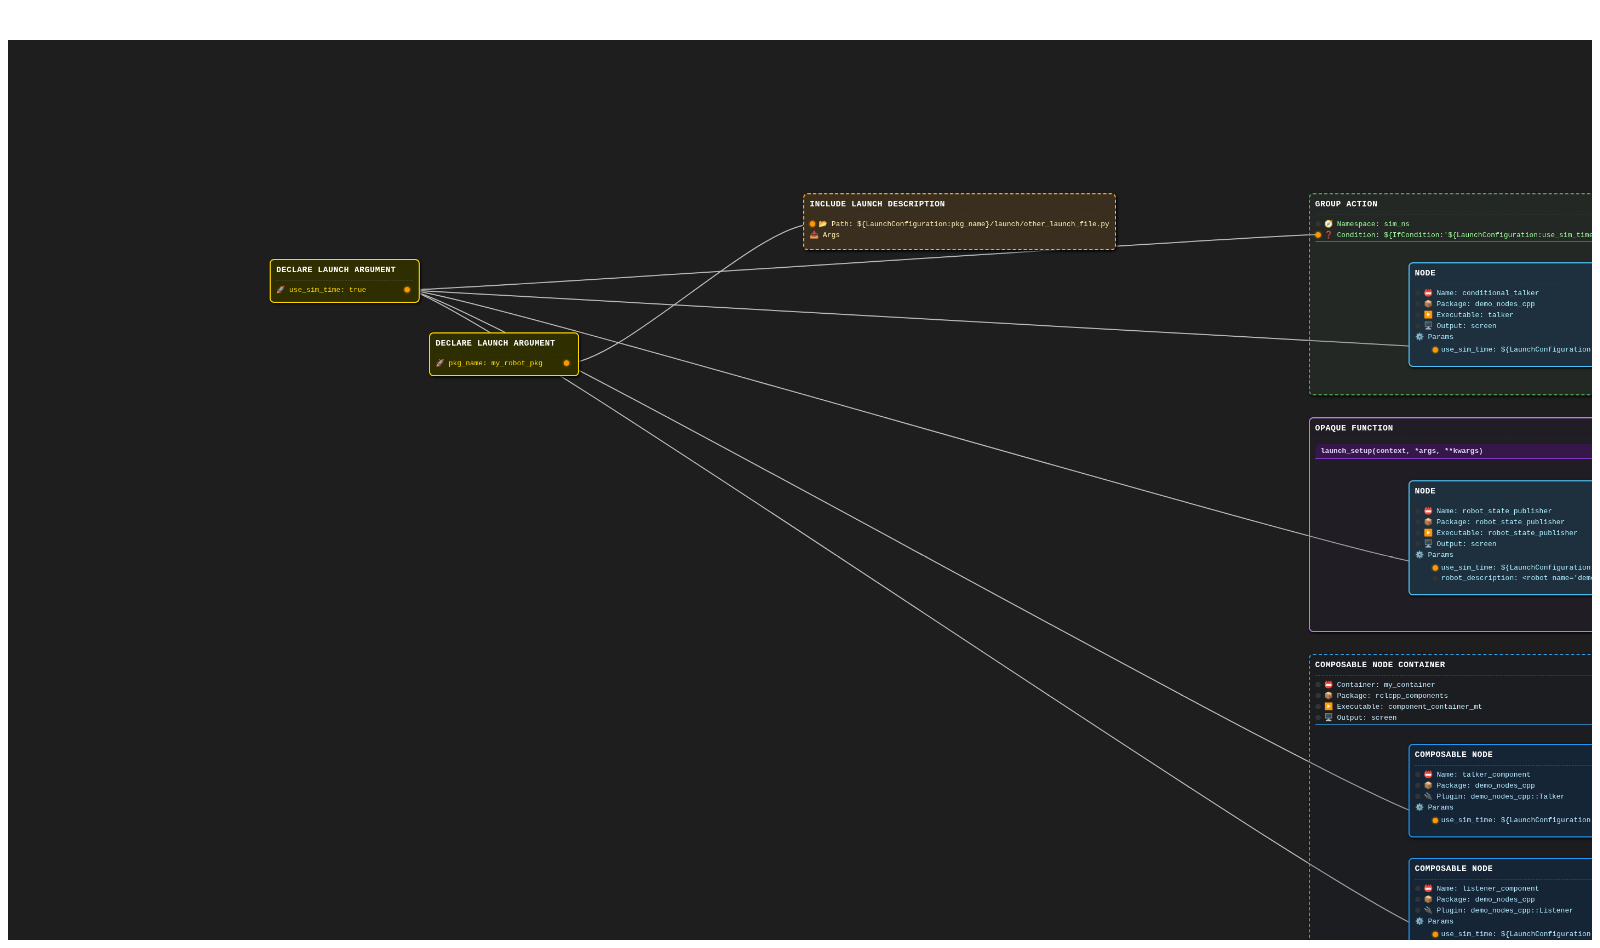 DECLARE LAUNCH ARGUMENT
🚀 use_sim_time: true
DECLARE LAUNCH ARGUMENT
🚀 pkg_name: my_robot_pkg
INCLUDE LAUNCH DESCRIPTION
📂 Path: ${LaunchConfiguration:pkg_name}/launch/other_launch_file.py
📥 Args
GROUP ACTION
🧭 Namespace: sim_ns
❓ Condition: ${IfCondition:'${LaunchConfiguration:use_sim_time
NODE
📛 Name: conditional_talker
📦 Package: demo_nodes_cpp
▶️ Executable: talker
🖥️ Output: screen
⚙️ Params
use_sim_time: ${LaunchConfiguration
OPAQUE FUNCTION
launch_setup(context, *args, **kwargs)
NODE
📛 Name: robot_state_publisher
📦 Package: robot_state_publisher
▶️ Executable: robot_state_publisher
🖥️ Output: screen
⚙️ Params
use_sim_time: ${LaunchConfiguration
robot_description: <robot name='dem
COMPOSABLE NODE CONTAINER
📛 Container: my_container
📦 Package: rclcpp_components
▶️ Executable: component_container_mt
🖥️ Output: screen
COMPOSABLE NODE
📛 Name: talker_component
📦 Package: demo_nodes_cpp
🔌 Plugin: demo_nodes_cpp::Talker
⚙️ Params
use_sim_time: ${LaunchConfiguration
COMPOSABLE NODE
📛 Name: listener_component
📦 Package: demo_nodes_cpp
🔌 Plugin: demo_nodes_cpp::Listener
⚙️ Params
use_sim_time: ${LaunchConfiguration